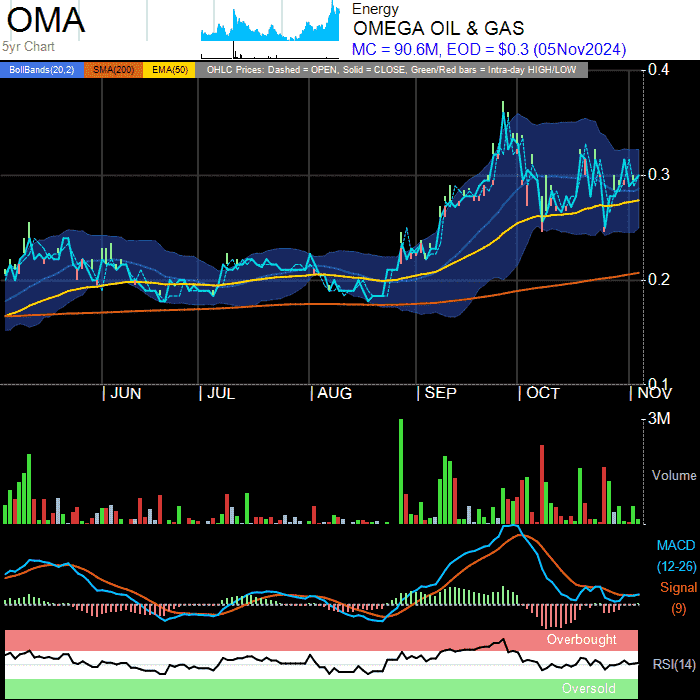 OMA
5yr Chart
Energy
OMEGA OIL & GAS
MC = 90.6M, EOD = $0.3 (05Nov2024)
BollBands(20,2) SMA(200) EMA(50) OHLC Prices: Dashed = OPEN, Solid = CLOSE, Green/Red bars = Intra-day HIGH/LOW
0.4
0.3
0.2
0.1
JUN JUL AUG SEP OCT NOV
3M
Volume
MACD
(12-26)
Signal
(9)
Overbought
RSI(14)
Oversold